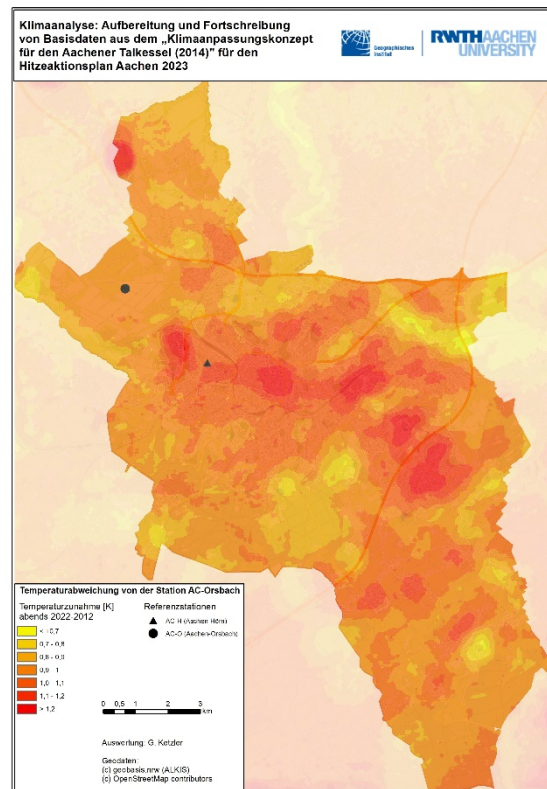 Klimaanalyse: Aufbereitung und Fortschreibung
von Basisdaten aus dem „Klimaanpassungskonzept
für den Aachener Talkessel (2014)" für den
Hitzeaktionsplan Aachen 2023
Geographisches
Institut
RWTHAACHEN
UNIVERSITY
Temperaturabweichung von der Station AC-Orsbach
Temperaturzunahme [K]
abends 2022-2012
< +0,7
0,7 - 0,8
0,8 - 0,9
0,9 - 1
1,0 - 1,1
1,1 - 1,2
> 1,2
Referenzstationen
AC-H (Aachen Hörn)
AC-O (Aachen-Orsbach)
0 0,5 1 2 3
km
Auswertung: G. Ketzler
Geodaten:
(c) geobasis.nrw (ALKIS)
(c) OpenStreetMap contributors